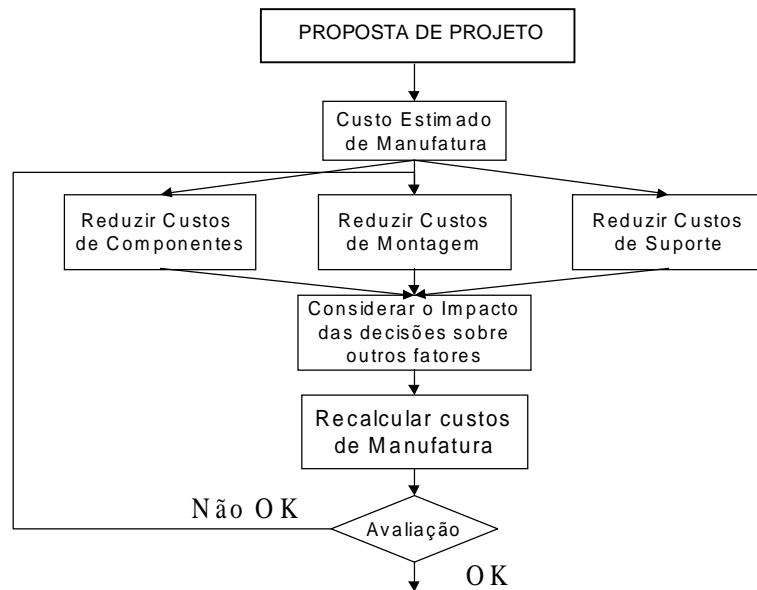 PROPOSTA DE PROJETO
Custo Estimado
de Manufatura
Reduzir Custos
de Componentes
Reduzir Custos
de Montagem
Reduzir Custos
de Suporte
Considerar o Impacto
das decisões sobre
outros fatores
Recalcular custos
de Manufatura
Não OK
Avaliação
OK